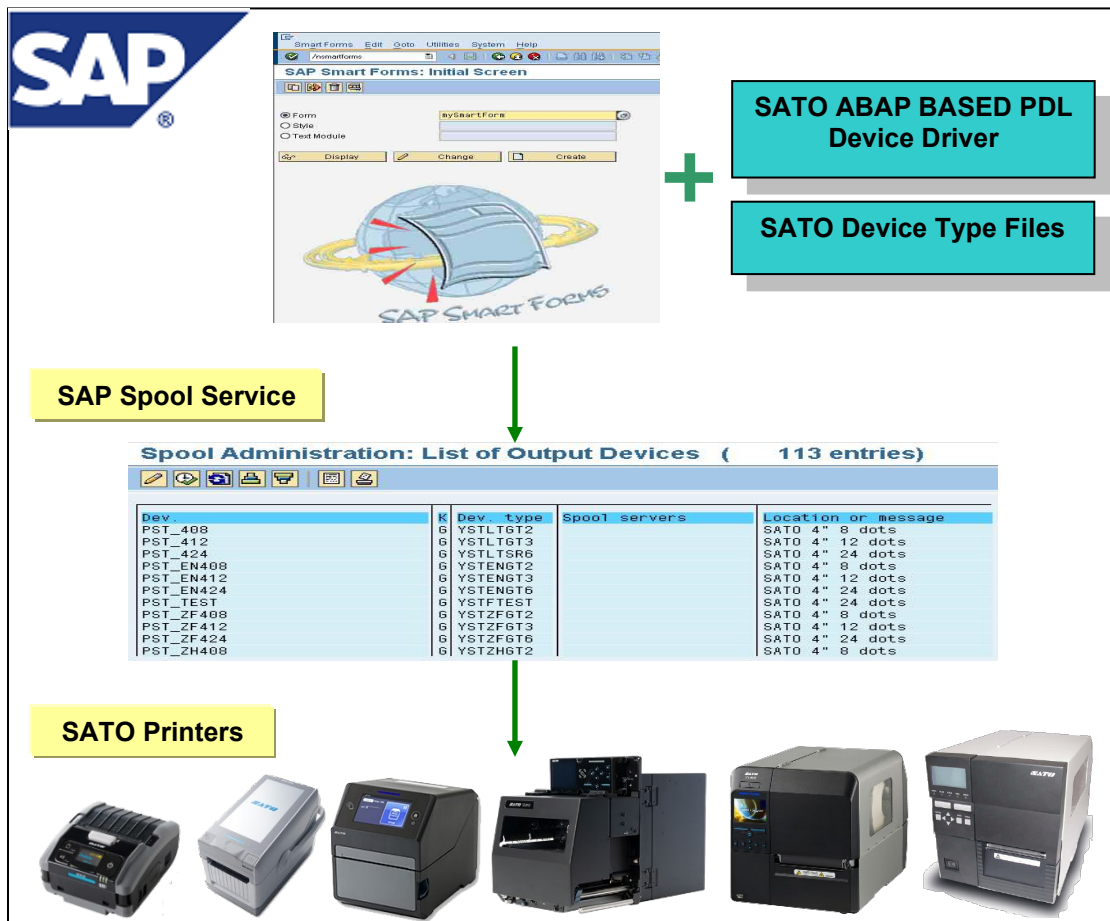 SAP
®
Smart Forms Edit Goto Utilities System Help
/nsmartforms
SAP Smart Forms: Initial Screen
Form mySmartForm
Style
Text Module
Display Change Create
SAP SMART FORMS
SATO ABAP BASED PDL
Device Driver
SATO Device Type Files
SAP Spool Service
Spool Administration: List of Output Devices ( 113 entries)
Dev. K Dev. type Spool servers Location or message
PST_408 G YSTLTGT2 SATO 4" 8 dots
PST_412 G YSTLTGT3 SATO 4" 12 dots
PST_424 G YSTLTSR6 SATO 4" 24 dots
PST_EN408 G YSTENGT2 SATO 4" 8 dots
PST_EN412 G YSTENGT3 SATO 4" 12 dots
PST_EN424 G YSTENGT6 SATO 4" 24 dots
PST_TEST G YSTFTEST SATO 4" 24 dots
PST_ZF408 G YSTZFGT2 SATO 4" 8 dots
PST_ZF412 G YSTZFGT3 SATO 4" 12 dots
PST_ZF424 G YSTZFGT6 SATO 4" 24 dots
PST_ZH408 G YSTZHGT2 SATO 4" 8 dots
SATO Printers
SATO
SATO
SATO
SATO
SATO